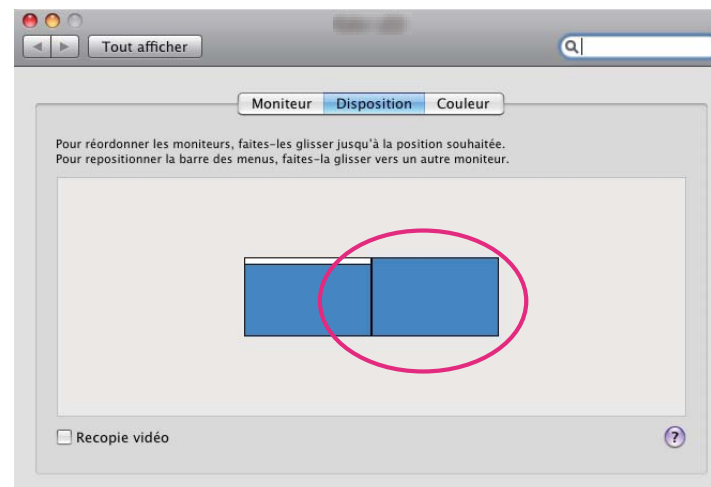 Tout afficher
Moniteur Disposition Couleur
Pour réordonner les moniteurs, faites-les glisser jusqu'à la position souhaitée.
Pour repositionner la barre des menus, faites-la glisser vers un autre moniteur.
Recopie vidéo
?